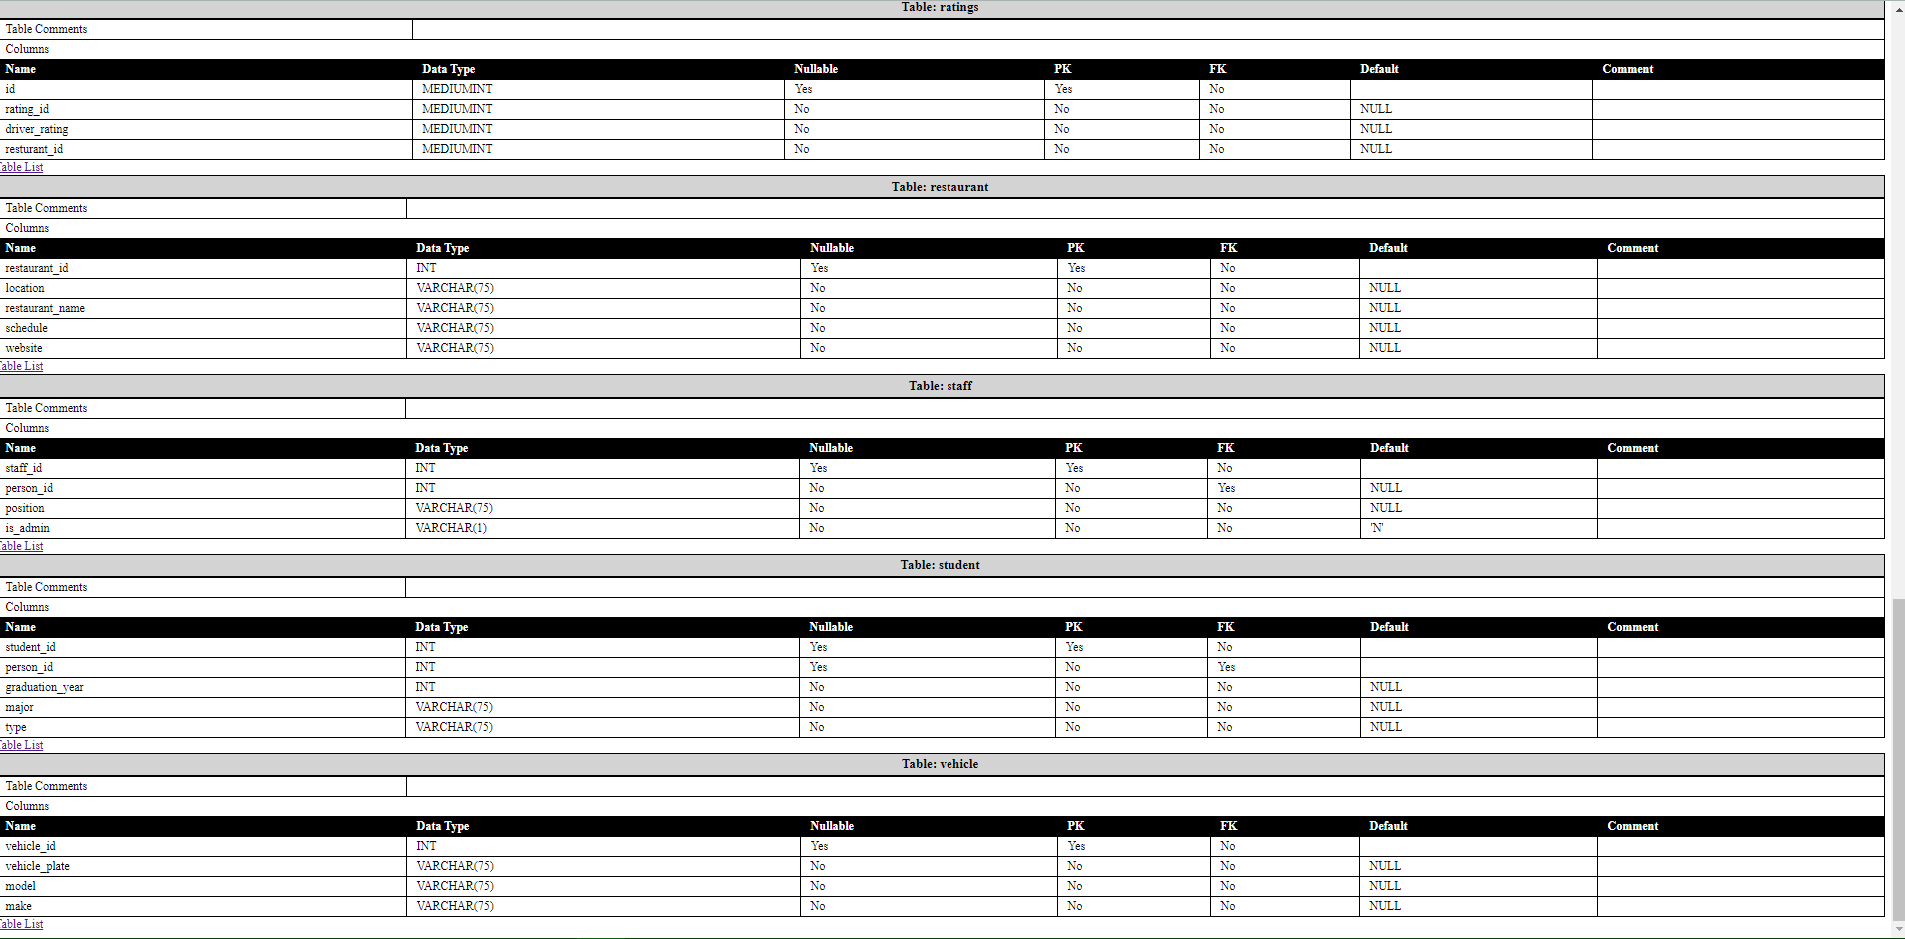 Table: ratings
Table Comments
Columns
Name Data Type Nullable PK FK Default Comment
id MEDIUMINT Yes Yes No
rating_id MEDIUMINT No No No NULL
driver_rating MEDIUMINT No No No NULL
resturant_id MEDIUMINT No No No NULL
Table List
Table: restaurant
Table Comments
Columns
Name Data Type Nullable PK FK Default Comment
restaurant_id INT Yes Yes No
location VARCHAR(75) No No No NULL
restaurant_name VARCHAR(75) No No No NULL
schedule VARCHAR(75) No No No NULL
website VARCHAR(75) No No No NULL
Table List
Table: staff
Table Comments
Columns
Name Data Type Nullable PK FK Default Comment
staff_id INT Yes Yes No
person_id INT No No Yes NULL
position VARCHAR(75) No No No NULL
is_admin VARCHAR(1) No No No 'N'
Table List
Table: student
Table Comments
Columns
Name Data Type Nullable PK FK Default Comment
student_id INT Yes Yes No
person_id INT Yes No Yes
graduation_year INT No No No NULL
major VARCHAR(75) No No No NULL
type VARCHAR(75) No No No NULL
Table List
Table: vehicle
Table Comments
Columns
Name Data Type Nullable PK FK Default Comment
vehicle_id INT Yes Yes No
vehicle_plate VARCHAR(75) No No No NULL
model VARCHAR(75) No No No NULL
make VARCHAR(75) No No No NULL
Table List